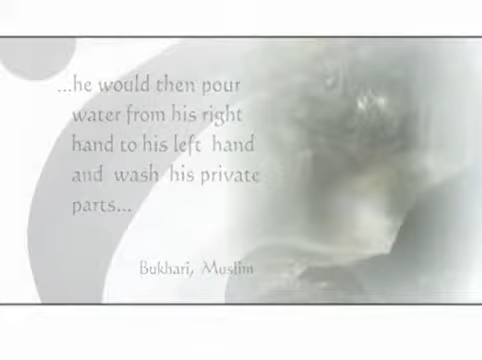 ...he would then pour
water from his right
hand to his left hand
and wash his private
parts...
Bukhari, Muslim